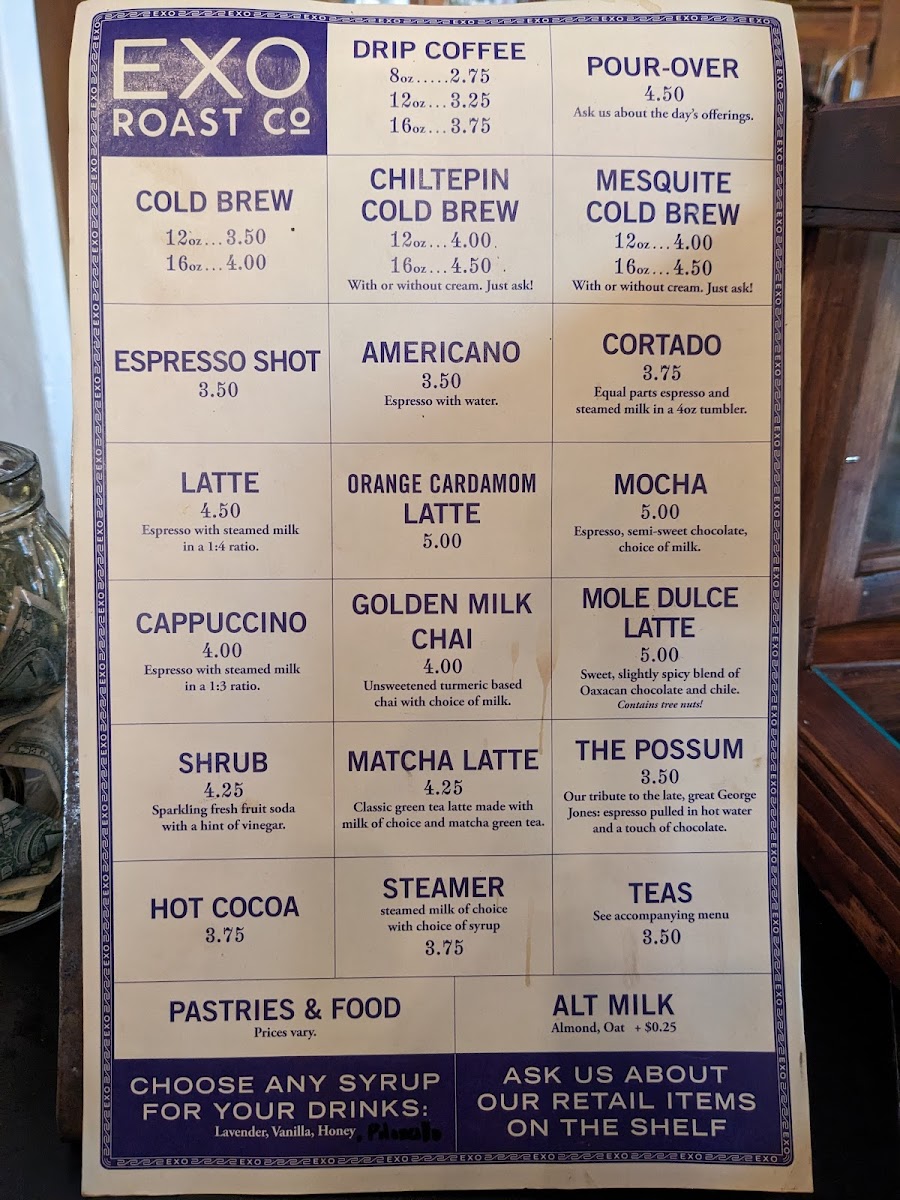 EXO
ROAST CO
DRIP COFFEE
8oz.....2.75
12oz...3.25
16oz...3.75
POUR-OVER
4.50
Ask us about the day's offerings.
COLD BREW
12oz...3.50
16oz...4.00
CHILTEPIN
COLD BREW
12oz...4.00
16oz...4.50
With or without cream. Just ask!
MESQUITE
COLD BREW
12oz...4.00
16oz...4.50
With or without cream. Just ask!
ESPRESSO SHOT
3.50
AMERICANO
3.50
Espresso with water.
CORTADO
3.75
Equal parts espresso and
steamed milk in a 4oz tumbler.
LATTE
4.50
Espresso with steamed milk
in a 1:4 ratio.
ORANGE CARDAMOM
LATTE
5.00
MOCHA
5.00
Espresso, semi-sweet chocolate,
choice of milk.
CAPPUCCINO
4.00
Espresso with steamed milk
in a 1:3 ratio.
GOLDEN MILK
CHAI
4.00
Unsweetened turmeric based
chai with choice of milk.
MOLE DULCE
LATTE
5.00
Sweet, slightly spicy blend of
Oaxacan chocolate and chile.
Contains tree nuts!
SHRUB
4.25
Sparkling fresh fruit soda
with a hint of vinegar.
MATCHA LATTE
4.25
Classic green tea latte made with
milk of choice and matcha green tea.
THE POSSUM
3.50
Our tribute to the late, great George
Jones: espresso pulled in hot water
and a touch of chocolate.
HOT COCOA
3.75
STEAMER
steamed milk of choice
with choice of syrup
3.75
TEAS
See accompanying menu
3.50
PASTRIES & FOOD
Prices vary.
ALT MILK
Almond, Oat + $0.25
CHOOSE ANY SYRUP
FOR YOUR DRINKS:
Lavender, Vanilla, Honey
ASK US ABOUT
OUR RETAIL ITEMS
ON THE SHELF